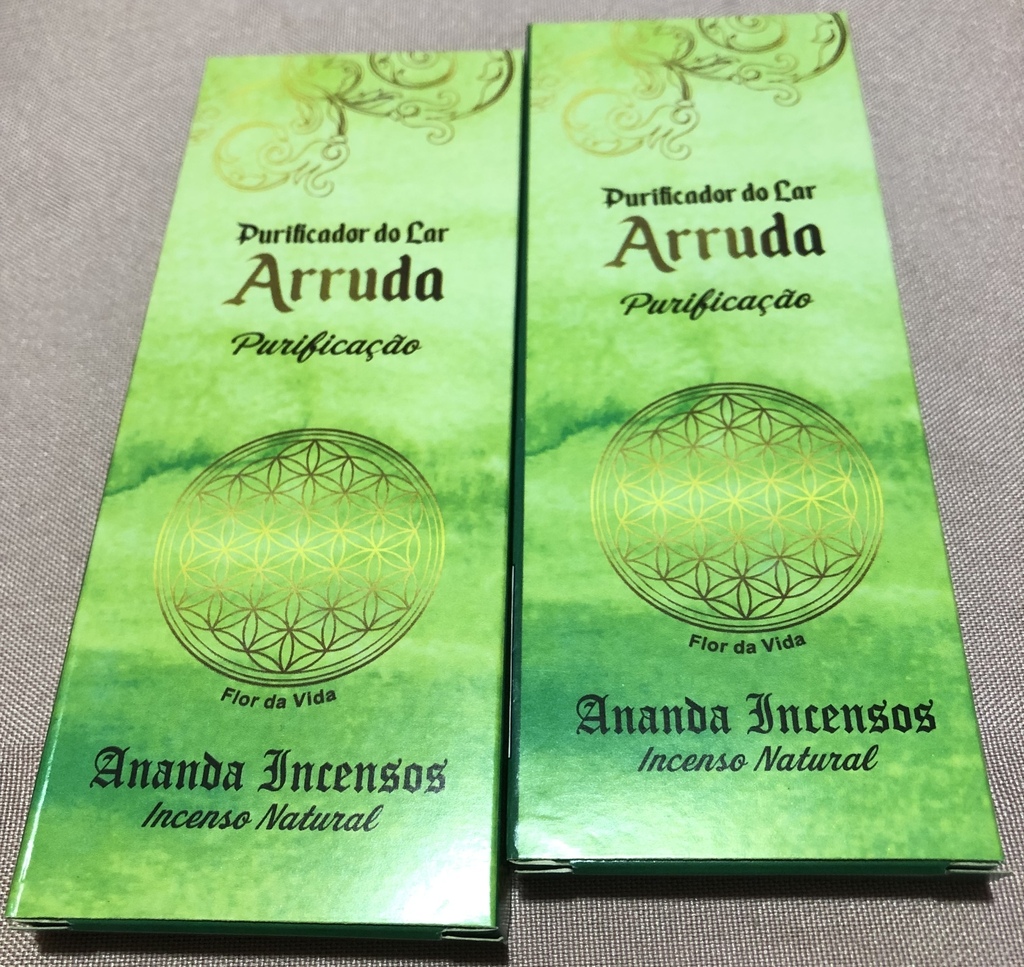 Purificador do Lar
Arruda
Purificação
Flor da Vida
Ananda Incensos
Incenso Natural
Purificador do Lar
Arruda
Purificação
Flor da Vida
Ananda Incensos
Incenso Natural